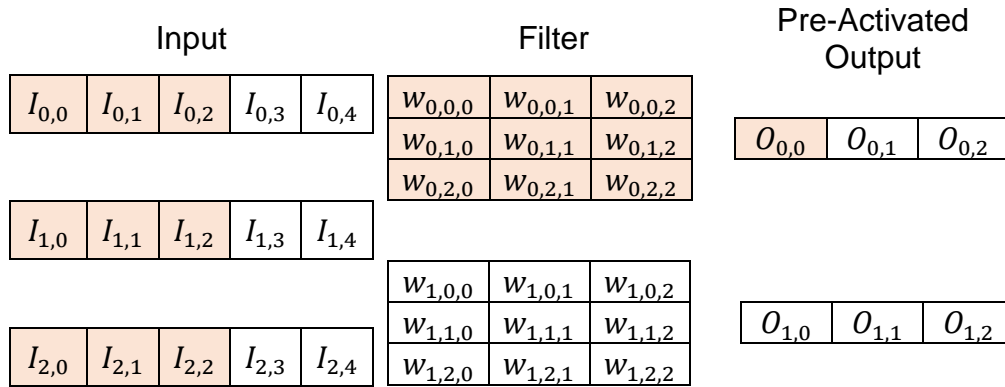 Input Filter Pre-Activated Output
I0,0 I0,1 I0,2 I0,3 I0,4
I1,0 I1,1 I1,2 I1,3 I1,4
I2,0 I2,1 I2,2 I2,3 I2,4
w0,0,0 w0,0,1 w0,0,2
w0,1,0 w0,1,1 w0,1,2
w0,2,0 w0,2,1 w0,2,2
w1,0,0 w1,0,1 w1,0,2
w1,1,0 w1,1,1 w1,1,2
w1,2,0 w1,2,1 w1,2,2
O0,0 O0,1 O0,2
O1,0 O1,1 O1,2